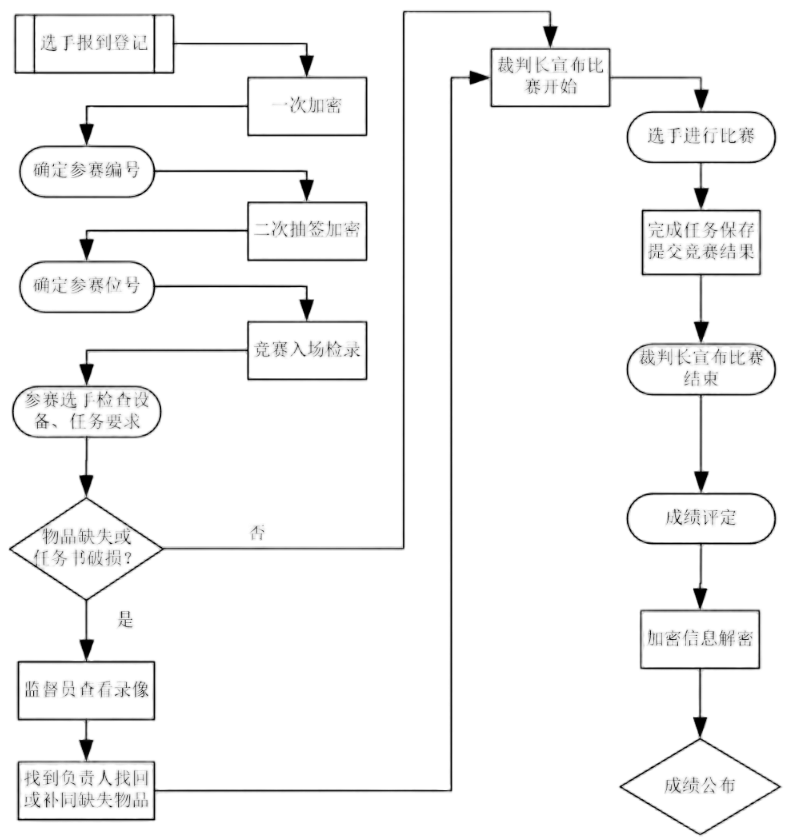 选手报到登记
一次加密
确定参赛编号
二次抽签加密
确定参赛位号
竞赛入场检录
参赛选手检查设
备、任务要求
物品缺失或
任务书破损？
否
是
监督员查看录像
找到负责人找回
或补同缺失物品
裁判长宣布比
赛开始
选手进行比赛
完成任务保存
提交竞赛结果
裁判长宣布比赛
结束
成绩评定
加密信息解密
成绩公布